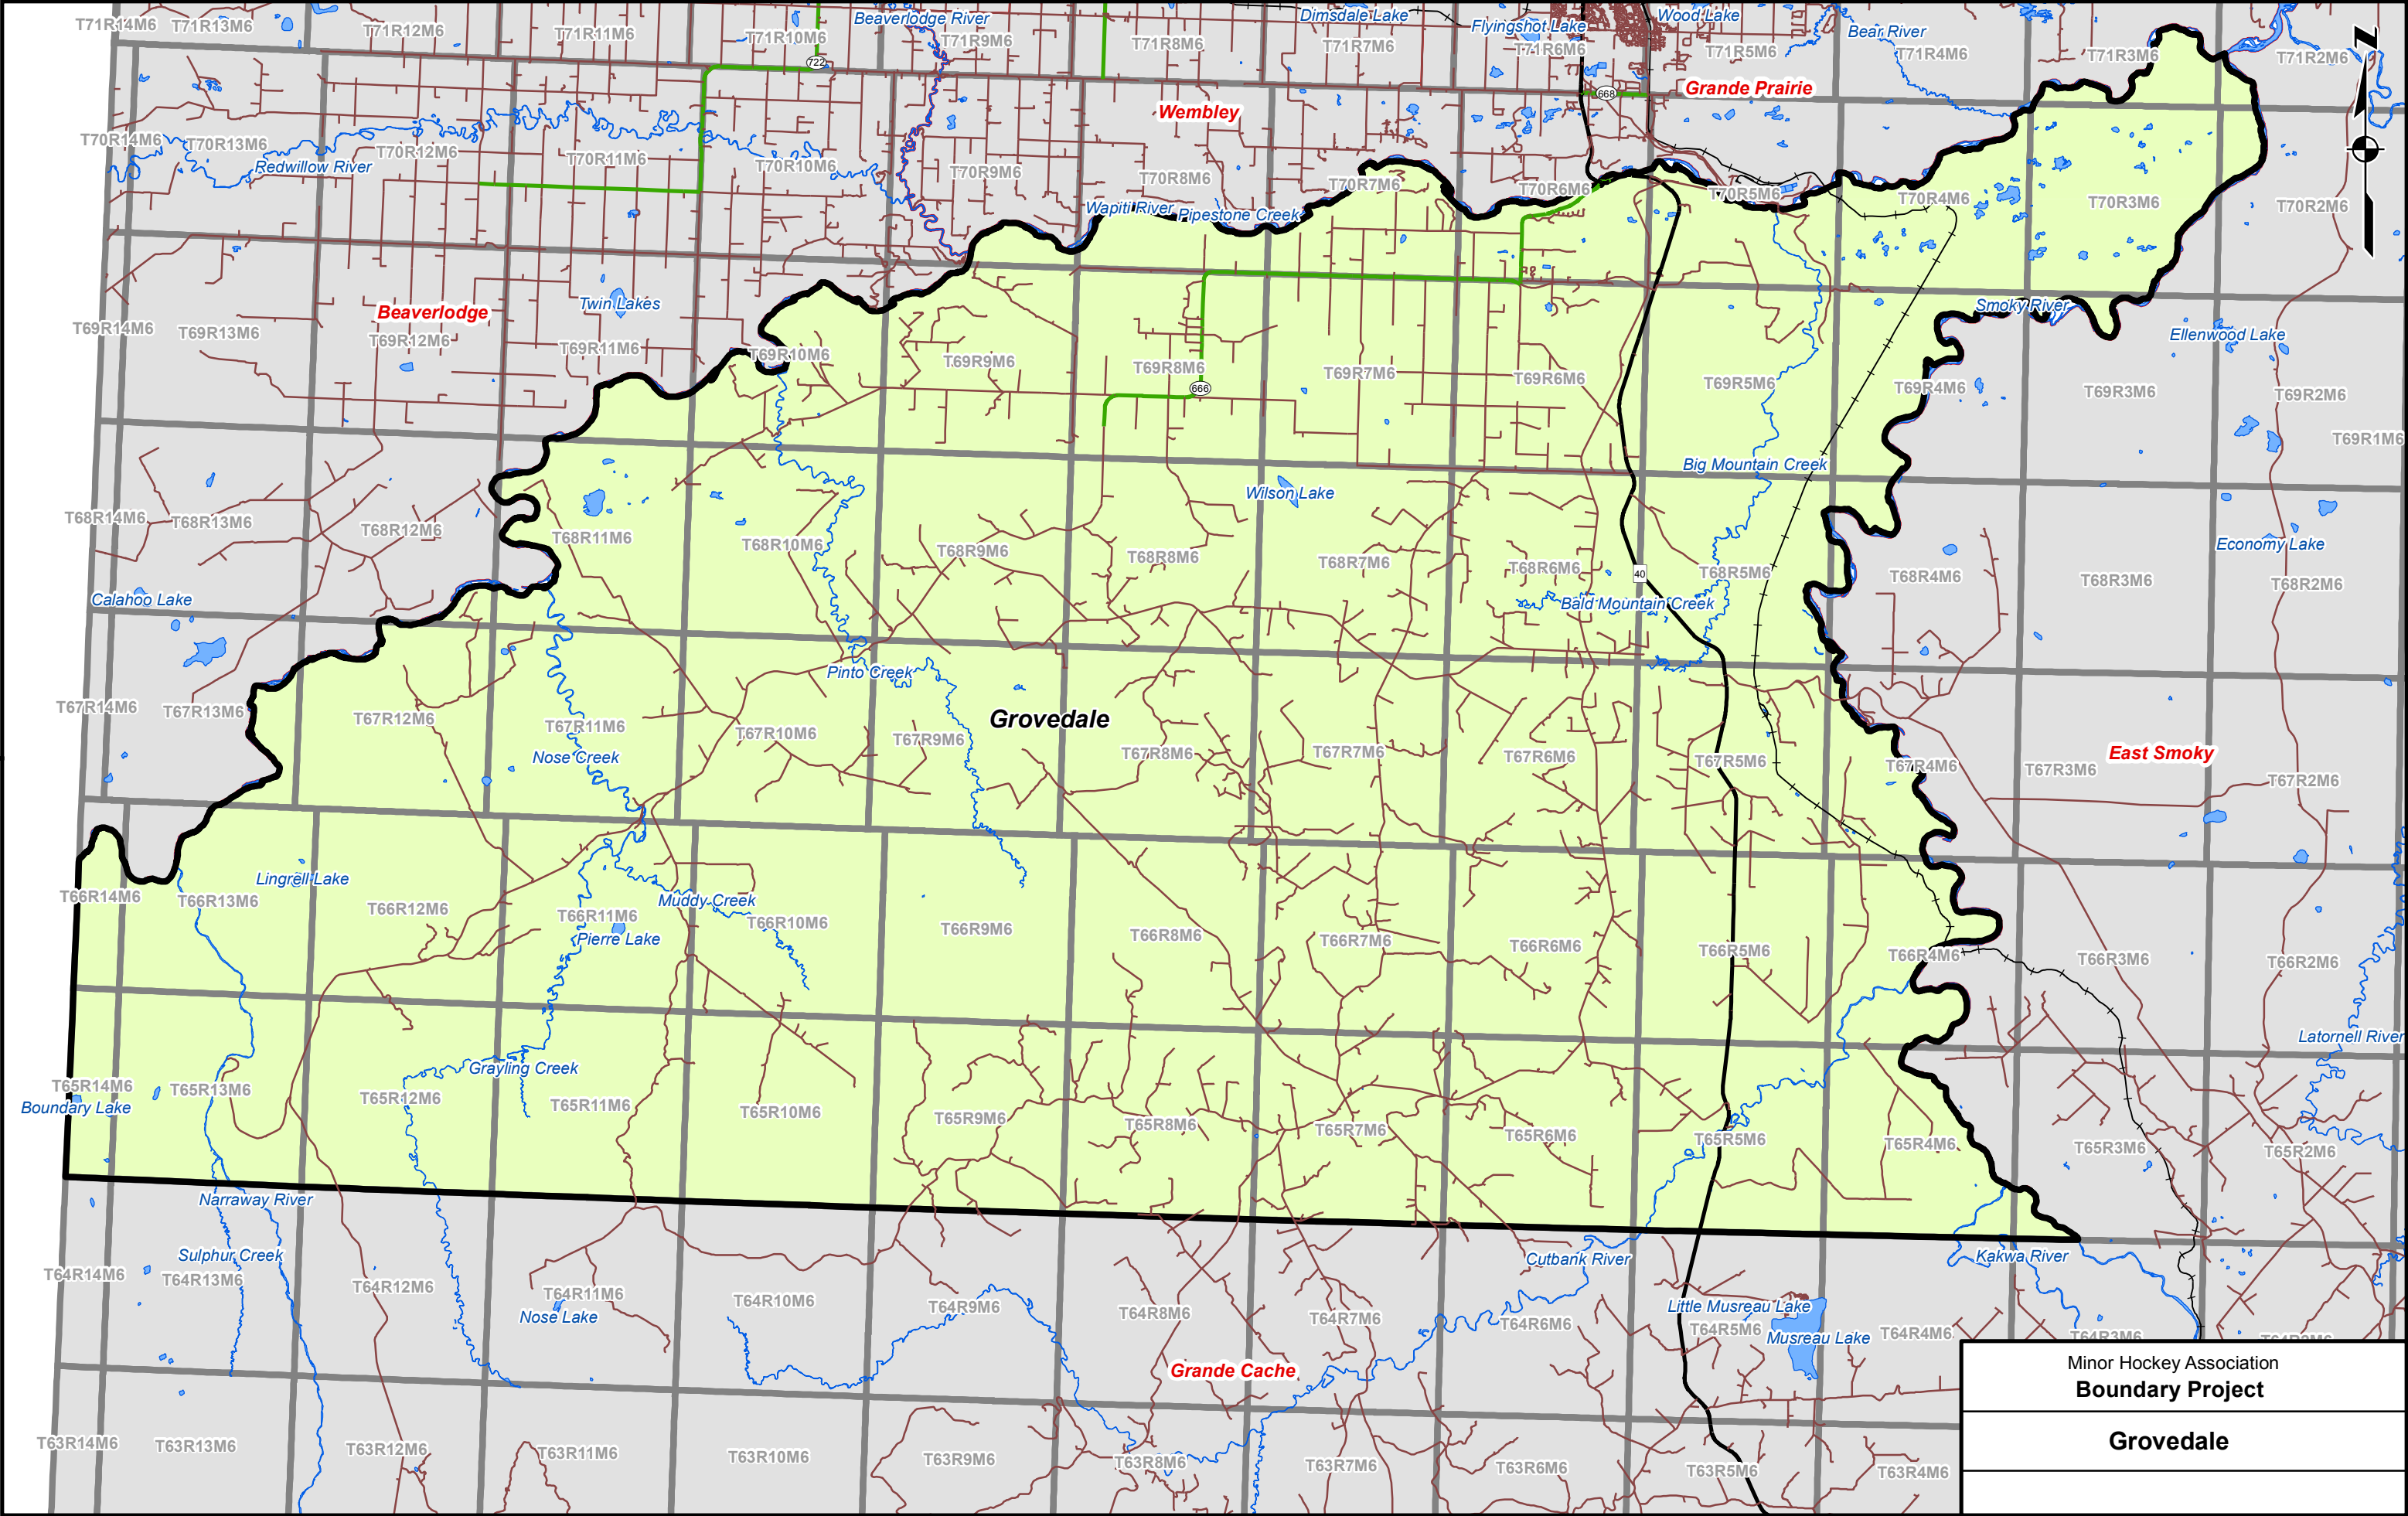 T71R14M6
T71R13M6
T71R12M6
T71R11M6
T71R10M6
Beaverlodge River
T71R9M6
T71R8M6
Dimsdale Lake
T71R7M6
Flyingshot Lake
T71R6M6
Wood Lake
T71R5M6
Bear River
T71R4M6
T71R3M6
T71R2M6
N
722
668
Grande Prairie
Wembley
T70R14M6
T70R13M6
Redwillow River
T70R12M6
T70R11M6
T70R10M6
T70R9M6
T70R8M6
T70R7M6
T70R6M6
T70R5M6
T70R4M6
T70R3M6
T70R2M6
Wapiti River
Pipestone Creek
Beaverlodge
Twin Lakes
Smoky River
Ellenwood Lake
T69R14M6
T69R13M6
T69R12M6
T69R11M6
T69R10M6
T69R9M6
T69R8M6
T69R7M6
T69R6M6
T69R5M6
T69R4M6
T69R3M6
T69R2M6
T69R1M6
666
Big Mountain Creek
Wilson Lake
T68R14M6
T68R13M6
T68R12M6
T68R11M6
T68R10M6
T68R9M6
T68R8M6
T68R7M6
T68R6M6
40
T68R5M6
T68R4M6
T68R3M6
T68R2M6
Economy Lake
Calahoo Lake
Bald Mountain Creek
Pinto Creek
T67R14M6
T67R13M6
T67R12M6
T67R11M6
T67R10M6
T67R9M6
Grovedale
T67R8M6
T67R7M6
T67R6M6
T67R5M6
T67R4M6
T67R3M6
East Smoky
T67R2M6
Nose Creek
Lingrell Lake
Muddy Creek
T66R14M6
T66R13M6
T66R12M6
T66R11M6
Pierre Lake
T66R10M6
T66R9M6
T66R8M6
T66R7M6
T66R6M6
T66R5M6
T66R4M6
T66R3M6
T66R2M6
Latornell River
Grayling Creek
T65R14M6
Boundary Lake
T65R13M6
T65R12M6
T65R11M6
T65R10M6
T65R9M6
T65R8M6
T65R7M6
T65R6M6
T65R5M6
T65R4M6
T65R3M6
T65R2M6
Narraway River
Sulphur Creek
Cutbank River
Kakwa River
T64R14M6
T64R13M6
T64R12M6
T64R11M6
Nose Lake
T64R10M6
T64R9M6
T64R8M6
T64R7M6
T64R6M6
Little Musreau Lake
T64R5M6
Musreau Lake
T64R4M6
T64R3M6
T64R2M6
Grande Cache
T63R14M6
T63R13M6
T63R12M6
T63R11M6
T63R10M6
T63R9M6
T63R8M6
T63R7M6
T63R6M6
T63R5M6
T63R4M6
Minor Hockey Association
Boundary Project
Grovedale